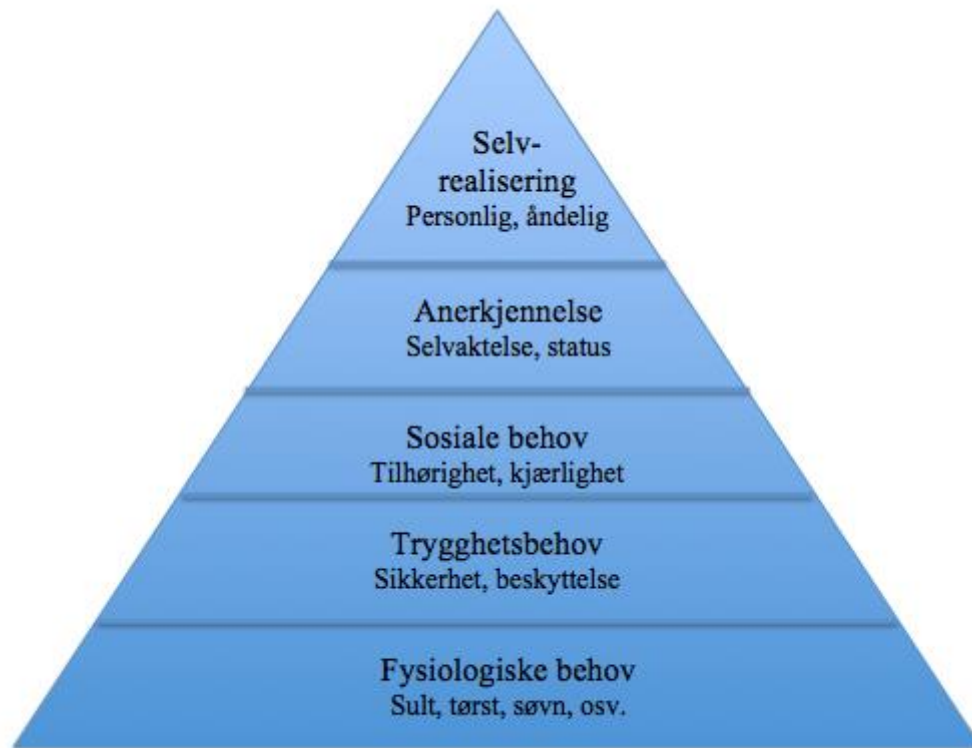 Selv-
realisering
Personlig, åndelig
Anerkjennelse
Selvaktelse, status
Sosiale behov
Tilhørighet, kjærlighet
Trygghetsbehov
Sikkerhet, beskyttelse
Fysiologiske behov
Sult, tørst, søvn, osv.